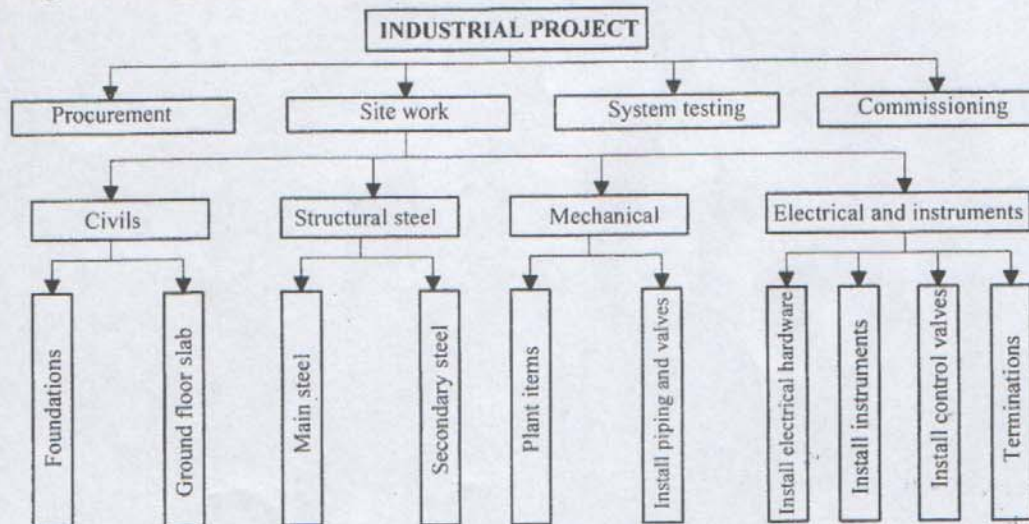 INDUSTRIAL PROJECT
Procurement
Site work
System testing
Commissioning
Civils
Structural steel
Mechanical
Electrical and instruments
Foundations
Ground floor slab
Main steel
Secondary steel
Plant items
Install piping and valves
Install electrical hardware
Install instruments
Install control valves
Terminations